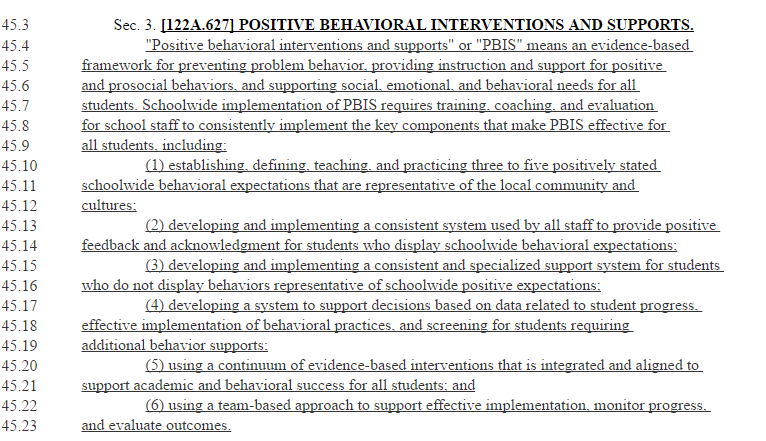 45.3 Sec. 3. [122A.627] POSITIVE BEHAVIORAL INTERVENTIONS AND SUPPORTS.
45.4 "Positive behavioral interventions and supports" or "PBIS" means an evidence-based
45.5 framework for preventing problem behavior, providing instruction and support for positive
45.6 and prosocial behaviors, and supporting social, emotional, and behavioral needs for all
45.7 students. Schoolwide implementation of PBIS requires training, coaching, and evaluation
45.8 for school staff to consistently implement the key components that make PBIS effective for
45.9 all students, including:
45.10 (1) establishing, defining, teaching, and practicing three to five positively stated
45.11 schoolwide behavioral expectations that are representative of the local community and
45.12 cultures;
45.13 (2) developing and implementing a consistent system used by all staff to provide positive
45.14 feedback and acknowledgment for students who display schoolwide behavioral expectations;
45.15 (3) developing and implementing a consistent and specialized support system for students
45.16 who do not display behaviors representative of schoolwide positive expectations;
45.17 (4) developing a system to support decisions based on data related to student progress,
45.18 effective implementation of behavioral practices, and screening for students requiring
45.19 additional behavior supports;
45.20 (5) using a continuum of evidence-based interventions that is integrated and aligned to
45.21 support academic and behavioral success for all students; and
45.22 (6) using a team-based approach to support effective implementation, monitor progress,
45.23 and evaluate outcomes.